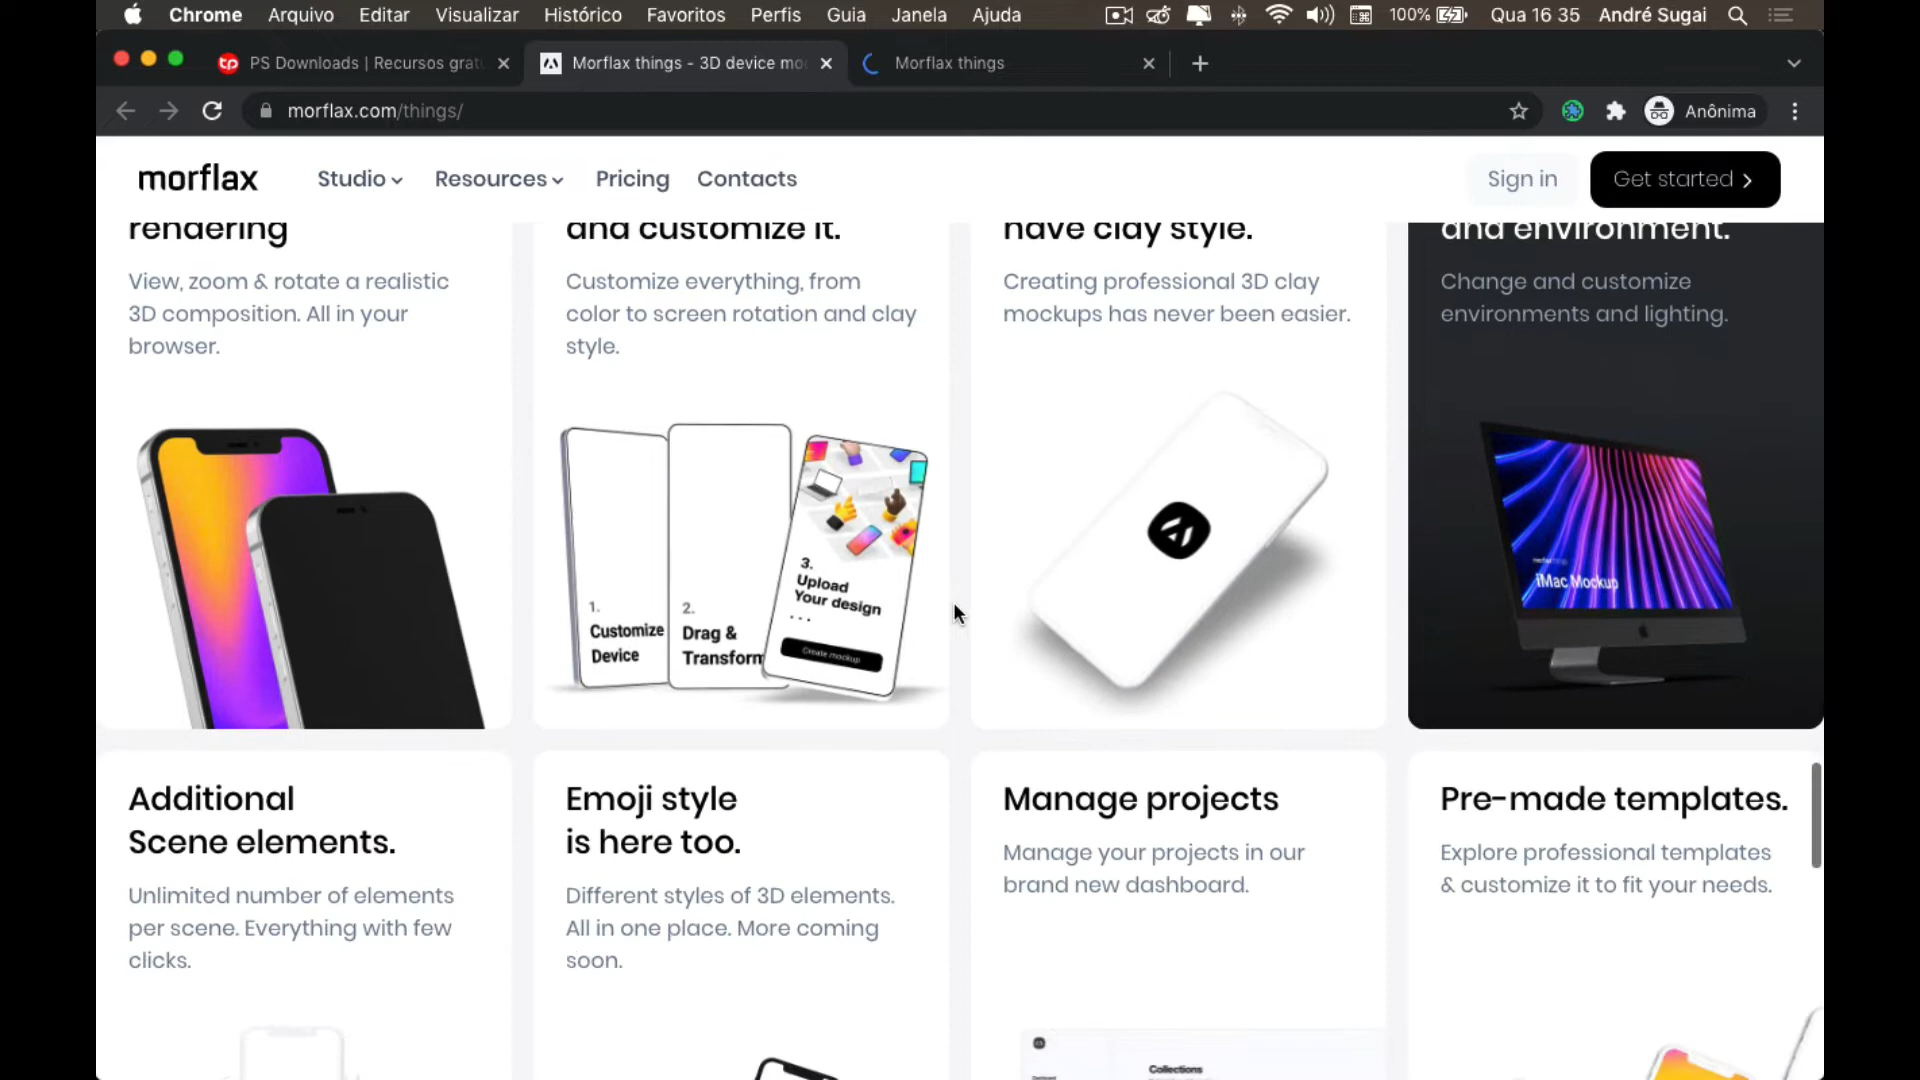 Chrome Arquivo Editar Visualizar Histórico Favoritos Perfis Guia Janela Ajuda 100% Qua 16 35 André Sugai
tp PS Downloads | Recursos grat
Morflax things - 3D device mo
Morflax things
morflax.com/things/
Anônima
morflax Studio Resources Pricing Contacts Sign in Get started
rendering
View, zoom & rotate a realistic
3D composition. All in your
browser.
and customize it.
Customize everything, from
color to screen rotation and clay
style.
1.
Customize
Device
2.
Drag &
Transform
3.
Upload
Your design
...
Create mockup
have clay style.
Creating professional 3D clay
mockups has never been easier.
and environment.
Change and customize
environments and lighting.
iMac Mockup
Additional
Scene elements.
Unlimited number of elements
per scene. Everything with few
clicks.
Emoji style
is here too.
Different styles of 3D elements.
All in one place. More coming
soon.
Manage projects
Manage your projects in our
brand new dashboard.
Collections
Pre-made templates.
Explore professional templates
& customize it to fit your needs.